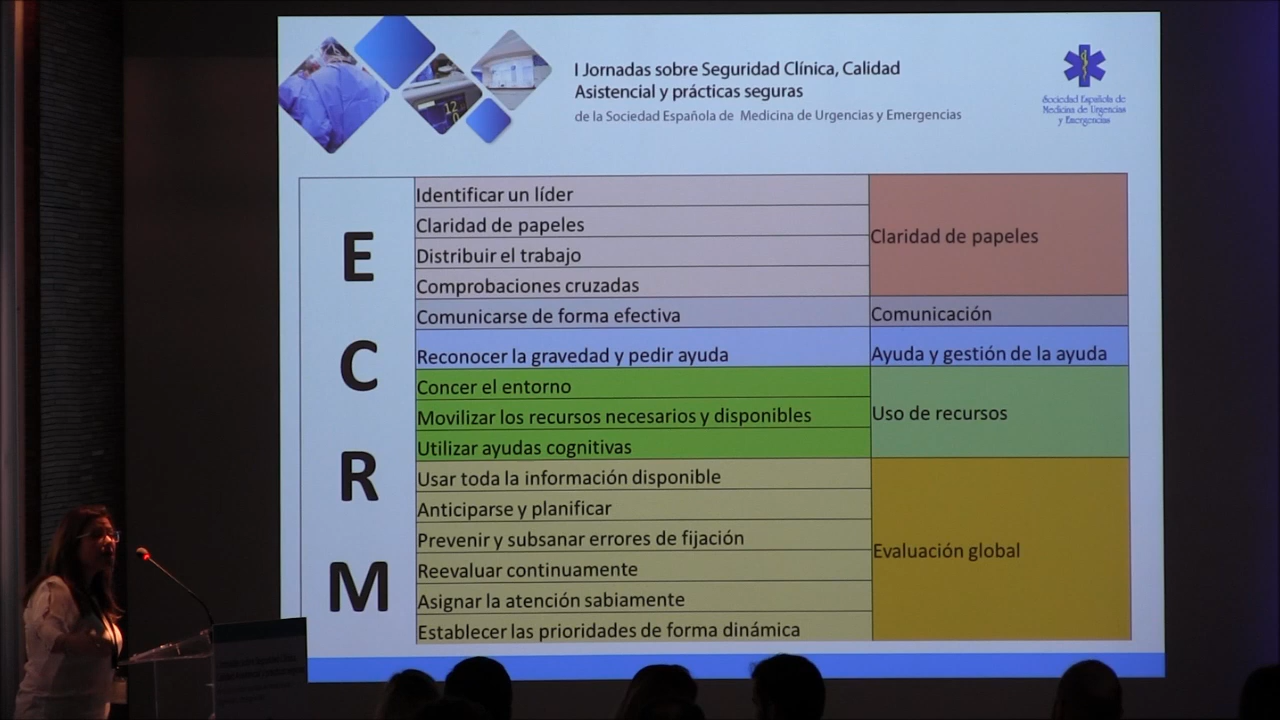 I Jornadas sobre Seguridad Clínica, Calidad
Asistencial y prácticas seguras
de la Sociedad Española de Medicina de Urgencias y Emergencias
Sociedad Española de
Medicina de Urgencias
y Emergencias
12
0
E
C
R
M
Identificar un líder
Claridad de papeles
Distribuir el trabajo
Comprobaciones cruzadas
Claridad de papeles
Comunicarse de forma efectiva
Comunicación
Reconocer la gravedad y pedir ayuda
Ayuda y gestión de la ayuda
Concer el entorno
Movilizar los recursos necesarios y disponibles
Utilizar ayudas cognitivas
Uso de recursos
Usar toda la información disponible
Anticiparse y planificar
Prevenir y subsanar errores de fijación
Reevaluar continuamente
Asignar la atención sabiamente
Establecer las prioridades de forma dinámica
Evaluación global